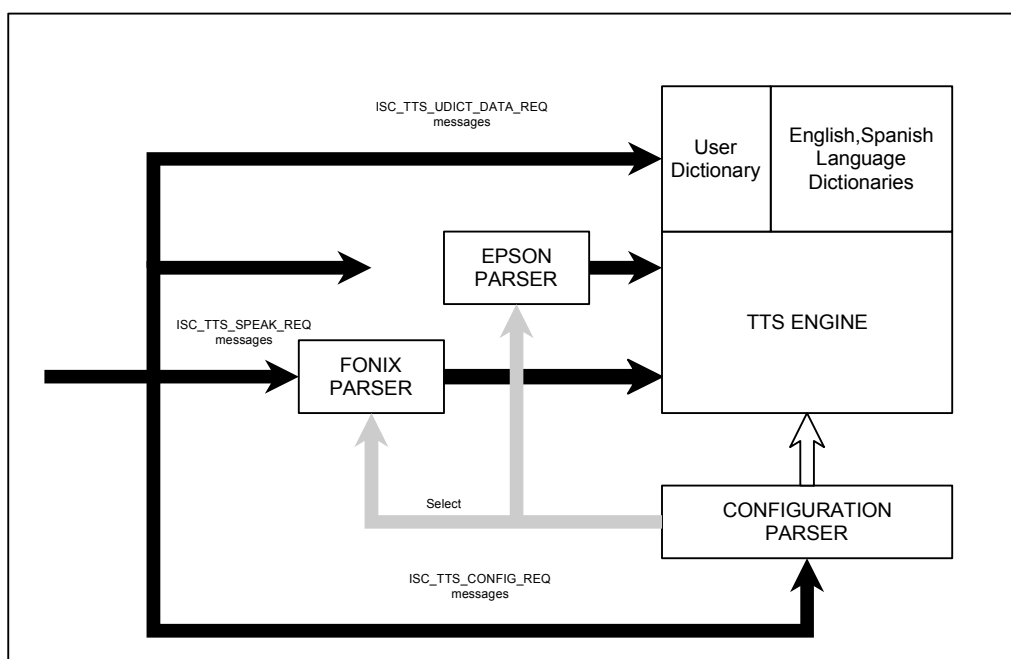 ISC_TTS_UDICT_DATA_REQ
messages
User
Dictionary
English,Spanish
Language
Dictionaries
EPSON
PARSER
TTS ENGINE
ISC_TTS_SPEAK_REQ
messages
FONIX
PARSER
Select
CONFIGURATION
PARSER
ISC_TTS_CONFIG_REQ
messages